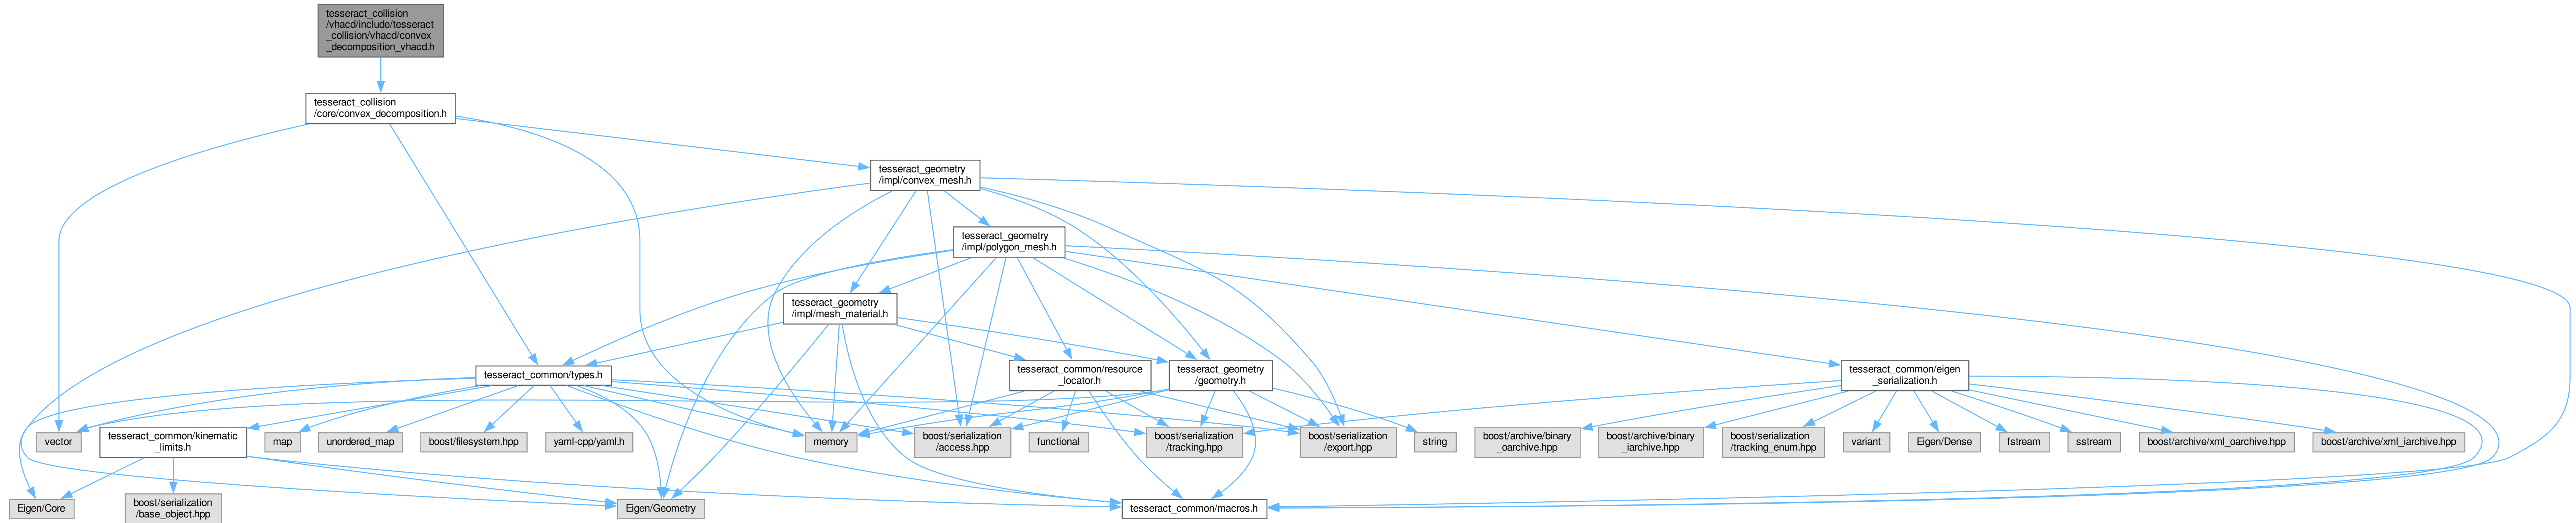 tesseract_collision
/vhacd/include/tesseract
_collision/vhacd/convex
_decomposition_vhacd.h
tesseract_collision
/core/convex_decomposition.h
tesseract_geometry
/impl/convex_mesh.h
tesseract_geometry
/impl/polygon_mesh.h
tesseract_geometry
/impl/mesh_material.h
tesseract_common/types.h
tesseract_common/resource
_locator.h
tesseract_geometry
/geometry.h
tesseract_common/eigen
_serialization.h
vector
tesseract_common/kinematic
_limits.h
map
unordered_map
boost/filesystem.hpp
yaml-cpp/yaml.h
memory
boost/serialization
/access.hpp
functional
boost/serialization
/tracking.hpp
boost/serialization
/export.hpp
string
boost/archive/binary
_oarchive.hpp
boost/archive/binary
_iarchive.hpp
boost/serialization
/tracking_enum.hpp
variant
Eigen/Dense
fstream
sstream
boost/archive/xml_oarchive.hpp
boost/archive/xml_iarchive.hpp
Eigen/Core
boost/serialization
/base_object.hpp
Eigen/Geometry
tesseract_common/macros.h